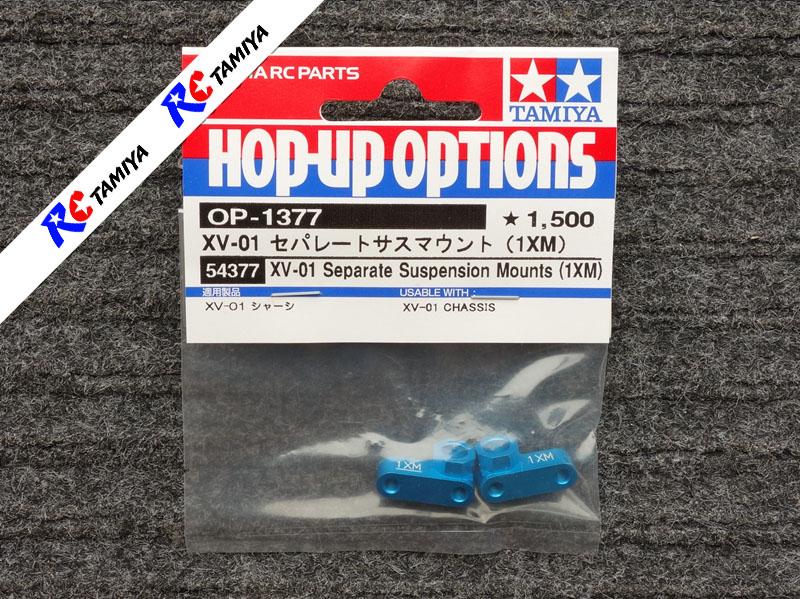 RC TAMIYA
RC TAMIYA
A RC PARTS
TAMIYA
HOP-UP OPTIONS
OP-1377 ★ 1,500
XV-01 セパレートサスマウント（1XM）
54377 XV-01 Separate Suspension Mounts (1XM)
適用製品 USABLE WITH :
XV-01 シャーシ XV-01 CHASSIS
1XM 1XM